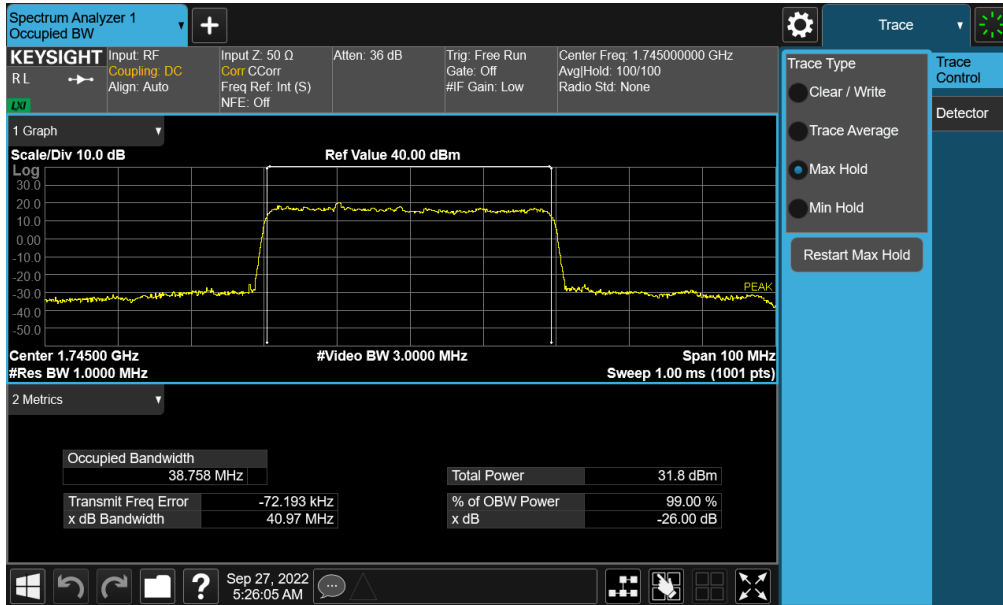 Spectrum Analyzer 1
Occupied BW
+
Trace
KEYSIGHT
RL
LXI
Input: RF
Coupling: DC
Align: Auto
Input Z: 50 Ω
Corr CCorr
Freq Ref: Int (S)
NFE: Off
Atten: 36 dB
Trig: Free Run
Gate: Off
#IF Gain: Low
Center Freq: 1.745000000 GHz
Avg|Hold: 100/100
Radio Std: None
Trace Type
Clear / Write
Trace Average
Max Hold
Min Hold
Restart Max Hold
Trace
Control
Detector
1 Graph
Scale/Div 10.0 dB
Ref Value 40.00 dBm
Log
30.0
20.0
10.0
0.00
-10.0
-20.0
-30.0
-40.0
-50.0
PEAK
Center 1.74500 GHz
#Video BW 3.0000 MHz
Span 100 MHz
#Res BW 1.0000 MHz
Sweep 1.00 ms (1001 pts)
2 Metrics
Occupied Bandwidth
38.758 MHz
Total Power 31.8 dBm
Transmit Freq Error -72.193 kHz
% of OBW Power 99.00 %
x dB Bandwidth 40.97 MHz
x dB -26.00 dB
?
Sep 27, 2022
5:26:05 AM